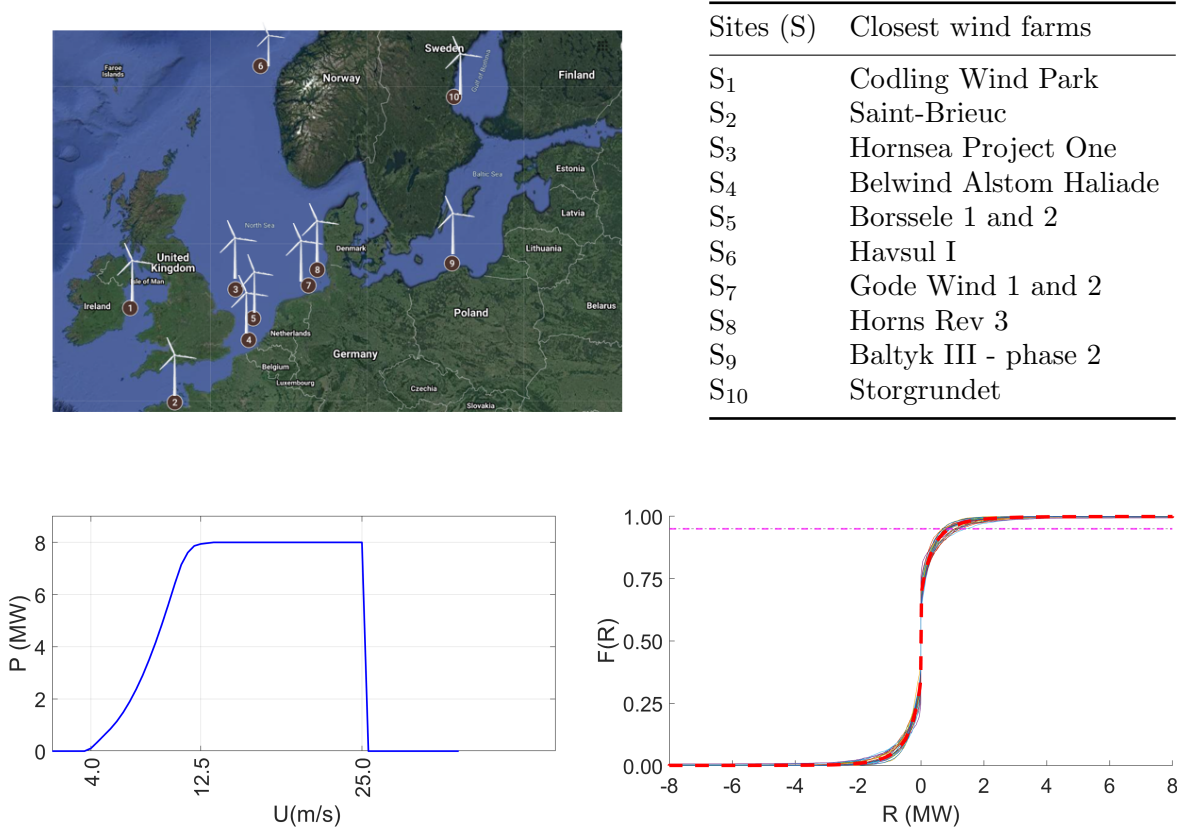 Faroe
Islands
6
Norway
Sweden
Gulf of Bothnia
10
Finland
Estonia
Baltic Sea
Latvia
North Sea
Denmark
Lithuania
United
Kingdom
8
9
3
7
Isle of Man
Ireland
1
5
Belarus
Poland
4
Netherlands
Germany
Belgium
Luxembourg
Czechia
2
Slovakia
Sites (S) Closest wind farms
S1 Codling Wind Park
S2 Saint-Brieuc
S3 Hornsea Project One
S4 Belwind Alstom Haliade
S5 Borssele 1 and 2
S6 Havsul I
S7 Gode Wind 1 and 2
S8 Horns Rev 3
S9 Baltyk III - phase 2
S10 Storgrundet
8
6
4
2
0
P (MW)
4.0 12.5 25.0
U(m/s)
1.00
0.75
0.50
0.25
0.00
F(R)
-8 -6 -4 -2 0 2 4 6 8
R (MW)